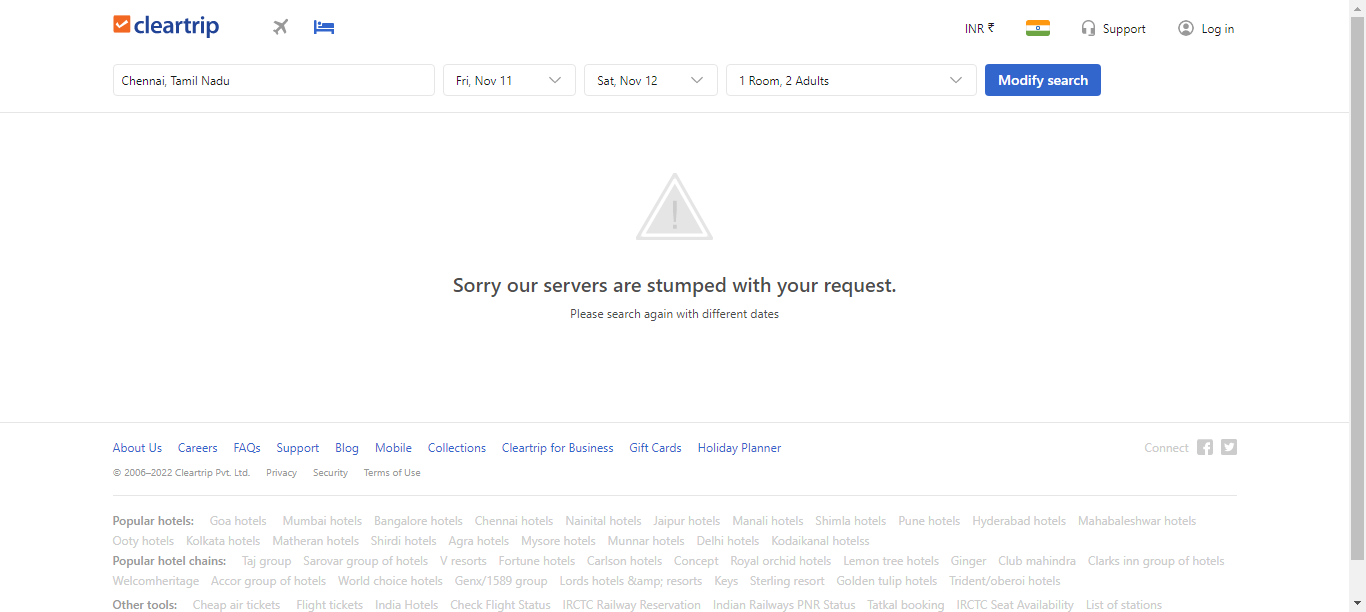 cleartrip
INR ₹ Support Log in
Chennai, Tamil Nadu Fri, Nov 11 Sat, Nov 12 1 Room, 2 Adults Modify search
Sorry our servers are stumped with your request.
Please search again with different dates
About Us Careers FAQs Support Blog Mobile Collections Cleartrip for Business Gift Cards Holiday Planner Connect
© 2006–2022 Cleartrip Pvt. Ltd. Privacy Security Terms of Use
Popular hotels: Goa hotels Mumbai hotels Bangalore hotels Chennai hotels Nainital hotels Jaipur hotels Manali hotels Shimla hotels Pune hotels Hyderabad hotels Mahabaleshwar hotels
Ooty hotels Kolkata hotels Matheran hotels Shirdi hotels Agra hotels Mysore hotels Munnar hotels Delhi hotels Kodaikanal hotelss
Popular hotel chains: Taj group Sarovar group of hotels V resorts Fortune hotels Carlson hotels Concept Royal orchid hotels Lemon tree hotels Ginger Club mahindra Clarks inn group of hotels
Welcomheritage Accor group of hotels World choice hotels Genx/1589 group Lords hotels &amp; resorts Keys Sterling resort Golden tulip hotels Trident/oberoi hotels
Other tools: Cheap air tickets Flight tickets India Hotels Check Flight Status IRCTC Railway Reservation Indian Railways PNR Status Tatkal booking IRCTC Seat Availability List of stations